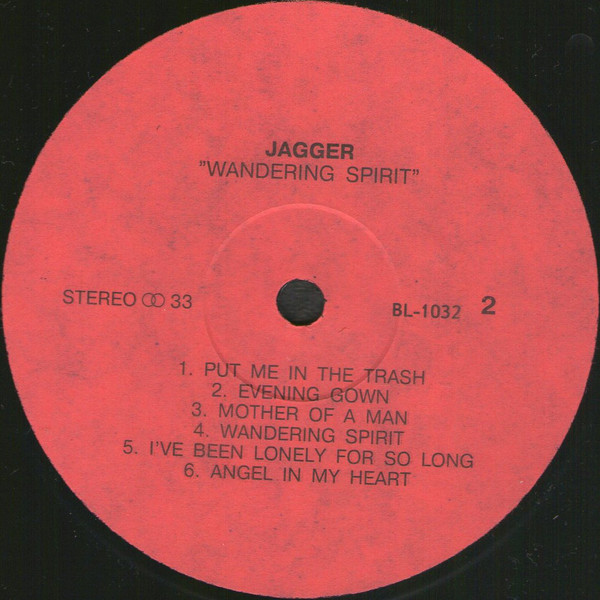 JAGGER
"WANDERING SPIRIT"
STEREO 33
BL-1032 2
1. PUT ME IN THE TRASH
2. EVENING GOWN
3. MOTHER OF A MAN
4. WANDERING SPIRIT
5. I'VE BEEN LONELY FOR SO LONG
6. ANGEL IN MY HEART